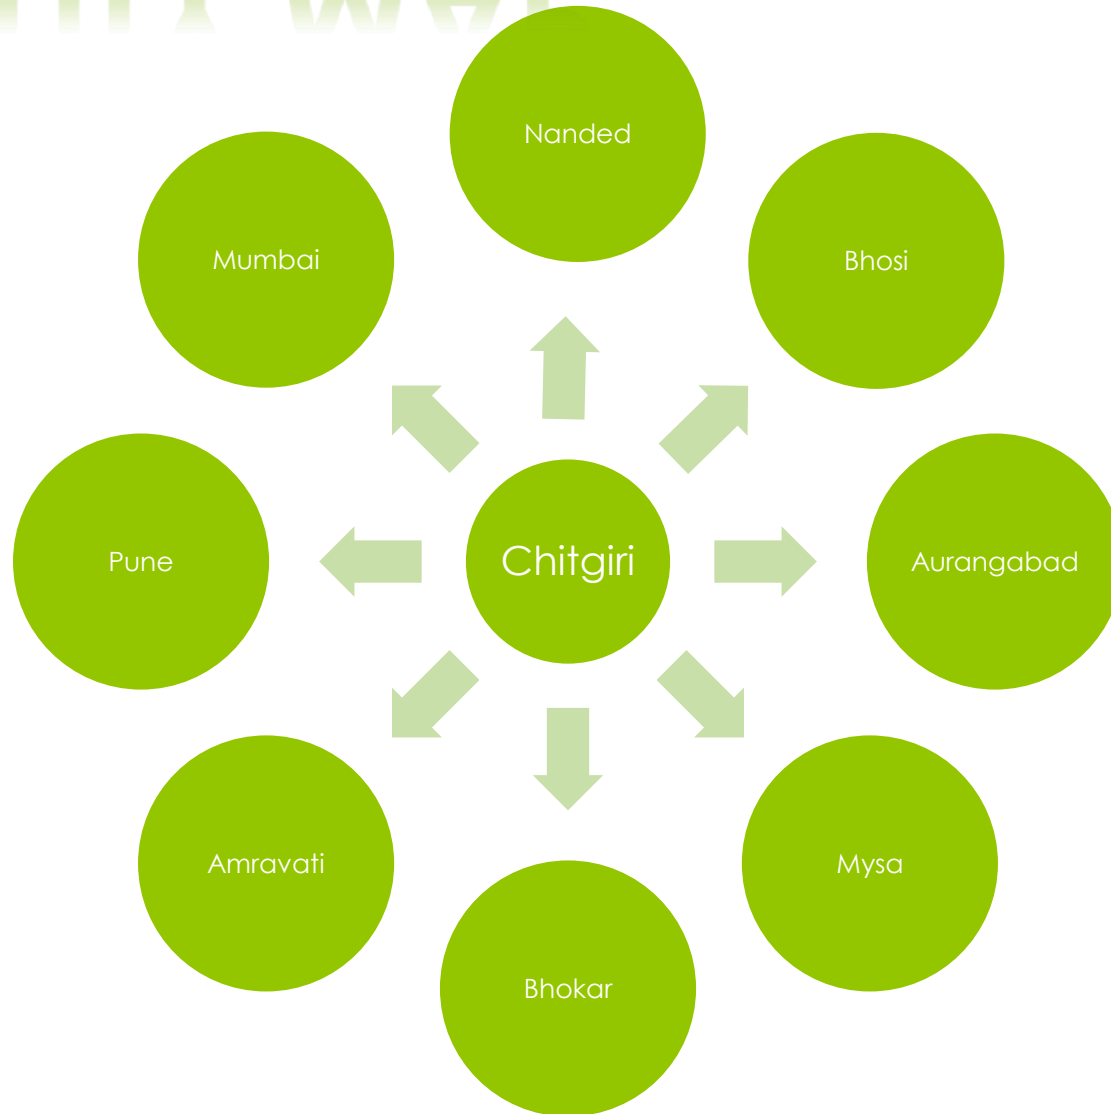 Nanded
Mumbai
Bhosi
Pune
Chitgiri
Aurangabad
Amravati
Mysa
Bhokar